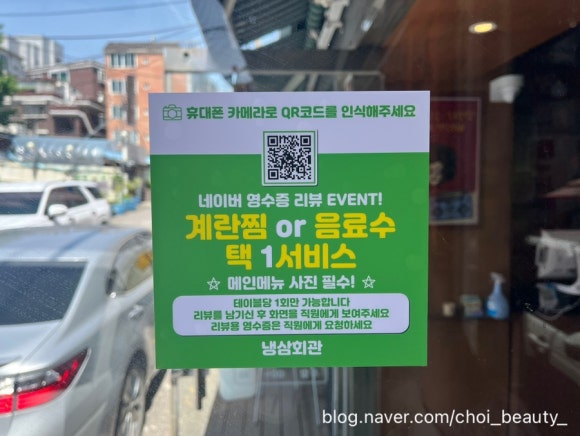 휴대폰 카메라로 QR코드를 인식해주세요
네이버 영수증 리뷰 EVENT!
계란찜 or 음료수
택 1서비스
☆ 메인메뉴 사진 필수! ☆
테이블당 1회만 가능합니다
리뷰를 남기신 후 화면을 직원에게 보여주세요
리뷰용 영수증은 직원에게 요청하세요
냉삼회관
blog.naver.com/choi_beauty_